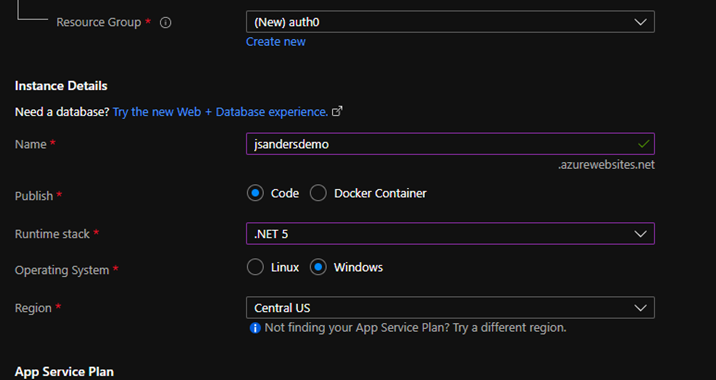 Resource Group *
(New) auth0
Create new
Instance Details
Need a database? Try the new Web + Database experience.
Name *
jsandersdemo
.azurewebsites.net
Publish *
Code
Docker Container
Runtime stack *
.NET 5
Operating System *
Linux
Windows
Region *
Central US
Not finding your App Service Plan? Try a different region.
App Service Plan